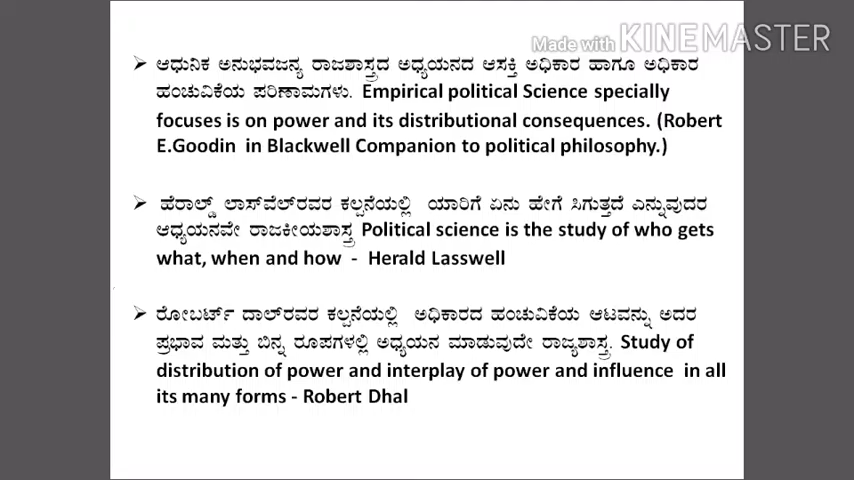 Made with KINEMASTER
➢ ಆಧುನಿಕ ಅನುಭವಜನ್ಯ ರಾಜಶಾಸ್ತ್ರದ ಅಧ್ಯಯನದ ಆಸಕ್ತಿ ಅಧಿಕಾರ ಹಾಗೂ ಅಧಿಕಾರ
ಹಂಚುವಿಕೆಯ ಪರಿಣಾಮಗಳು. Empirical political Science specially
focuses is on power and its distributional consequences. (Robert
E.Goodin in Blackwell Companion to political philosophy.)
➢ ಹೆರಾಲ್ಡ್ ಲಾಸ್‌ವೆಲ್‌ರವರ ಕಲ್ಪನೆಯಲ್ಲಿ ಯಾರಿಗೆ ಏನು ಹೇಗೆ ಸಿಗುತ್ತದೆ ಎನ್ನುವುದರ
ಆಧ್ಯಯನವೇ ರಾಜಕೀಯಶಾಸ್ತ್ರ Political science is the study of who gets
what, when and how - Herald Lasswell
➢ ರೋಬರ್ಟ್ ದಾಲ್‌ರವರ ಕಲ್ಪನೆಯಲ್ಲಿ ಅಧಿಕಾರದ ಹಂಚುವಿಕೆಯ ಆಟವನ್ನು ಅದರ
ಪ್ರಭಾವ ಮತ್ತು ಬಿನ್ನ ರೂಪಗಳಲ್ಲಿ ಅಧ್ಯಯನ ಮಾಡುವುದೇ ರಾಜ್ಯಶಾಸ್ತ್ರ. Study of
distribution of power and interplay of power and influence in all
its many forms - Robert Dhal